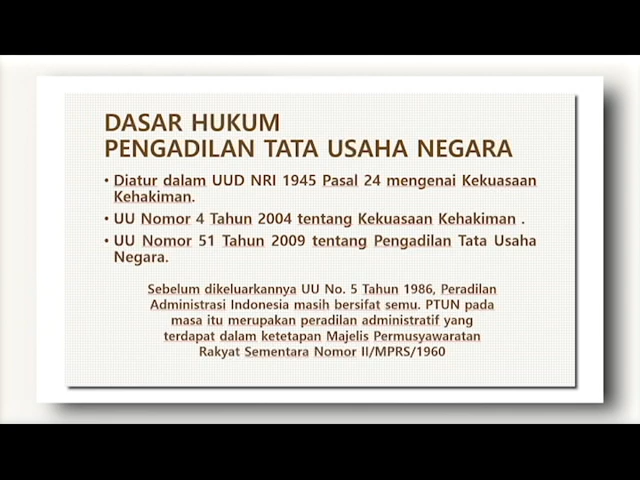 DASAR HUKUM
PENGADILAN TATA USAHA NEGARA
• Diatur dalam UUD NRI 1945 Pasal 24 mengenai Kekuasaan
Kehakiman.
• UU Nomor 4 Tahun 2004 tentang Kekuasaan Kehakiman .
• UU Nomor 51 Tahun 2009 tentang Pengadilan Tata Usaha
Negara.
Sebelum dikeluarkannya UU No. 5 Tahun 1986, Peradilan
Administrasi Indonesia masih bersifat semu. PTUN pada
masa itu merupakan peradilan administratif yang
terdapat dalam ketetapan Majelis Permusyawaratan
Rakyat Sementara Nomor II/MPRS/1960